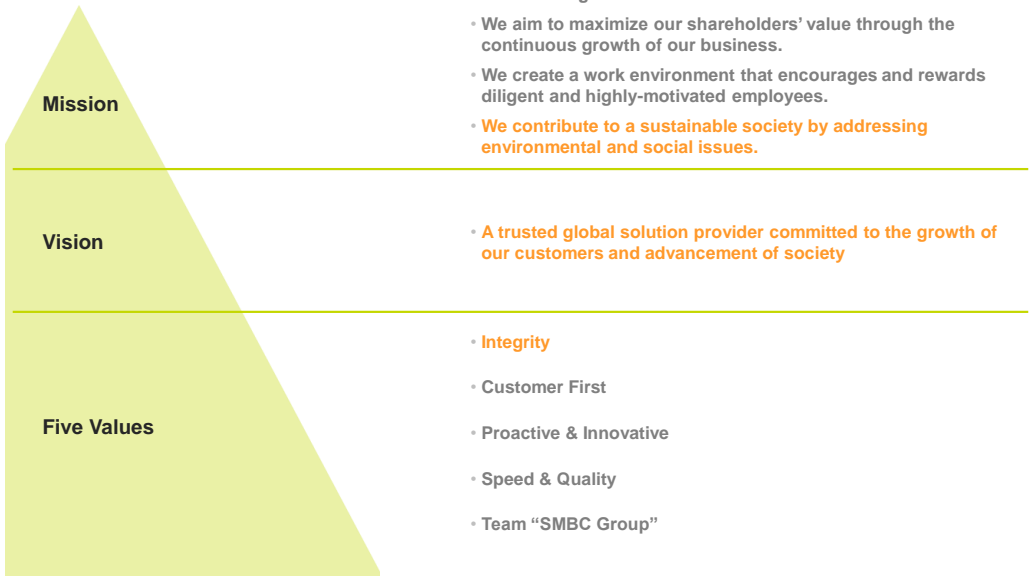 Mission
• We aim to maximize our shareholders’ value through the
continuous growth of our business.
• We create a work environment that encourages and rewards
diligent and highly-motivated employees.
• We contribute to a sustainable society by addressing
environmental and social issues.
Vision
• A trusted global solution provider committed to the growth of
our customers and advancement of society
Five Values
• Integrity
• Customer First
• Proactive & Innovative
• Speed & Quality
• Team “SMBC Group”